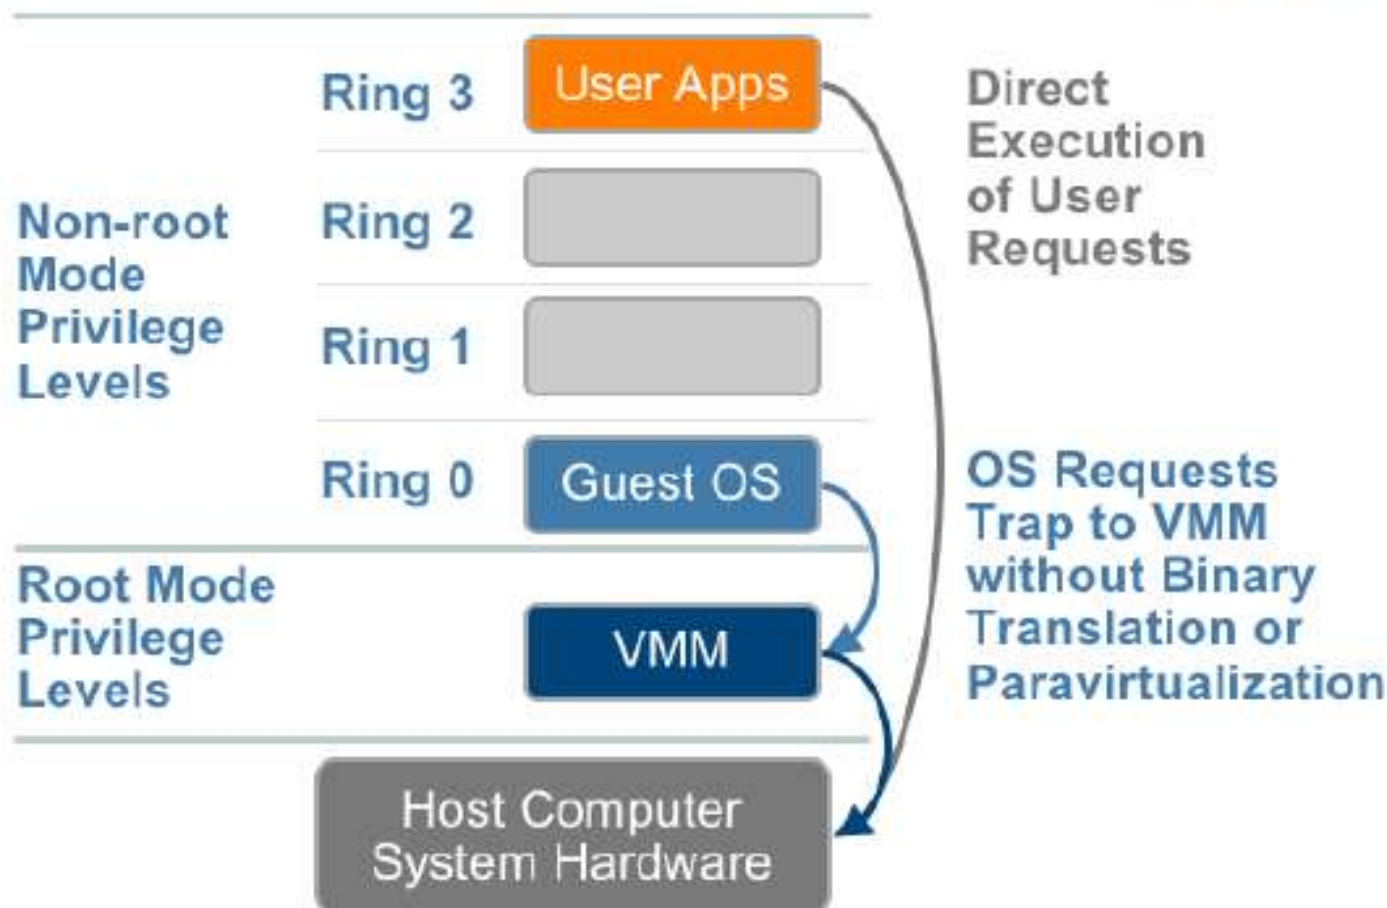 Ring 3
User Apps
Direct
Execution
of User
Requests
Non-root
Mode
Privilege
Levels
Ring 2
Ring 1
Ring 0
Guest OS
OS Requests
Trap to VMM
without Binary
Translation or
Paravirtualization
Root Mode
Privilege
Levels
VMM
Host Computer
System Hardware